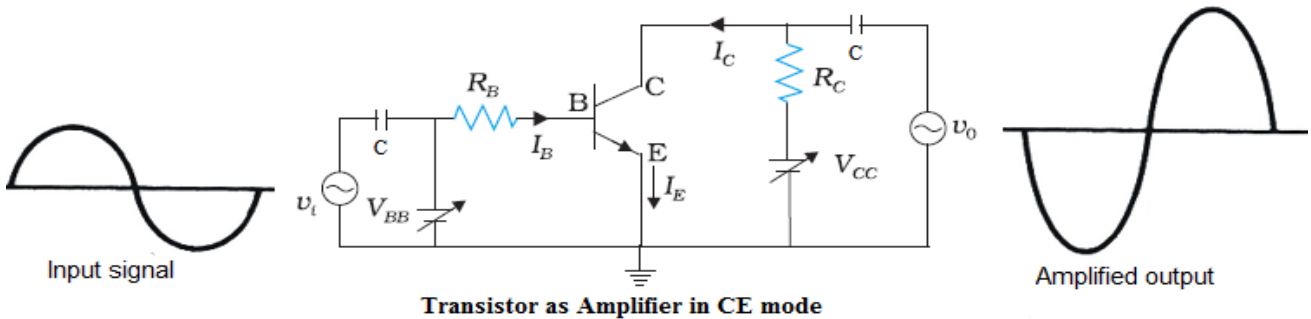 Input signal
v_i
C
V_BB
R_B
I_B
B
C
E
I_E
I_C
C
R_C
V_CC
v_0
Amplified output
Transistor as Amplifier in CE mode